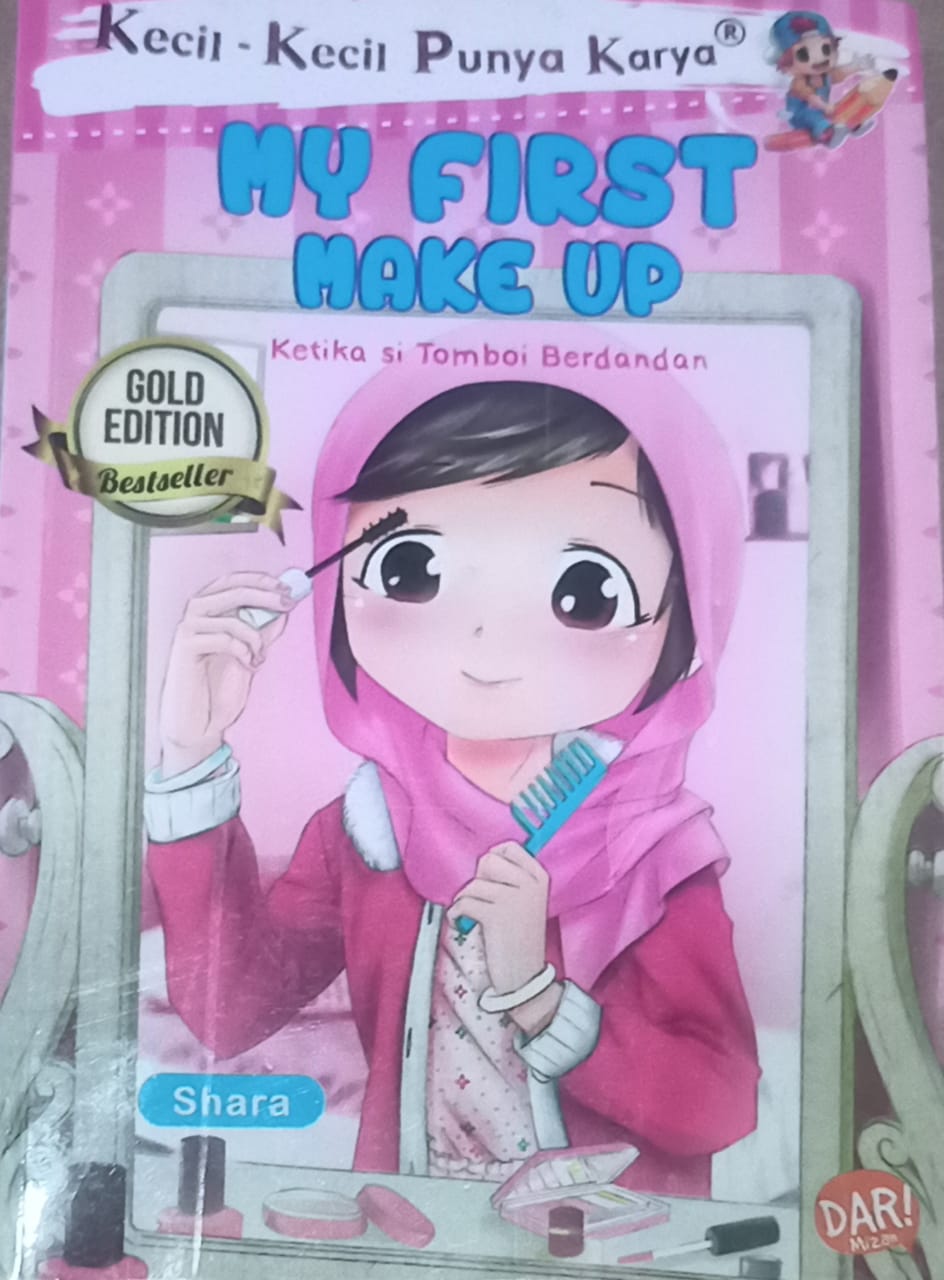 Kecil - Kecil Punya Karya®
MY FIRST
MAKE UP
Ketika si Tomboi Berdandan
GOLD
EDITION
Bestseller
Shara
DAR!
Mizan